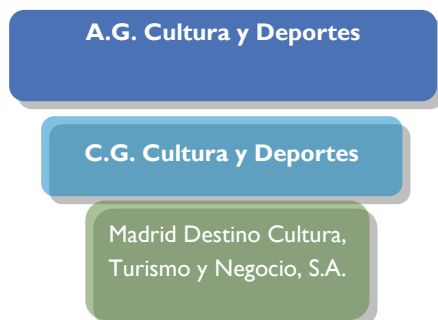 A.G. Cultura y Deportes
C.G. Cultura y Deportes
Madrid Destino Cultura,
Turismo y Negocio, S.A.